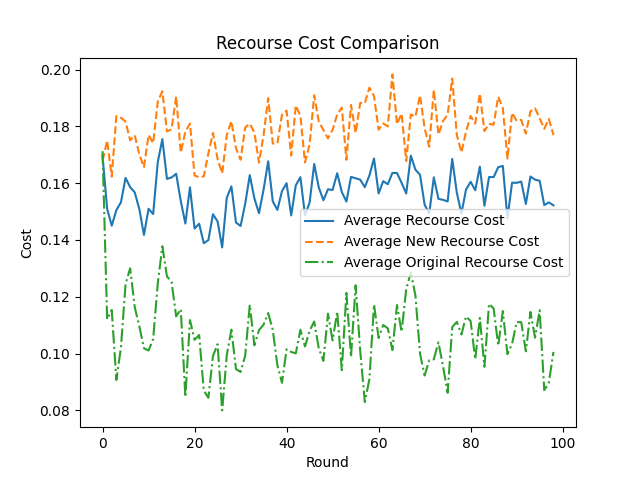 Recourse Cost Comparison
0.20
0.18
0.16
0.14
0.12
0.10
0.08
Cost
Average Recourse Cost
Average New Recourse Cost
Average Original Recourse Cost
0
20
40
60
80
100
Round